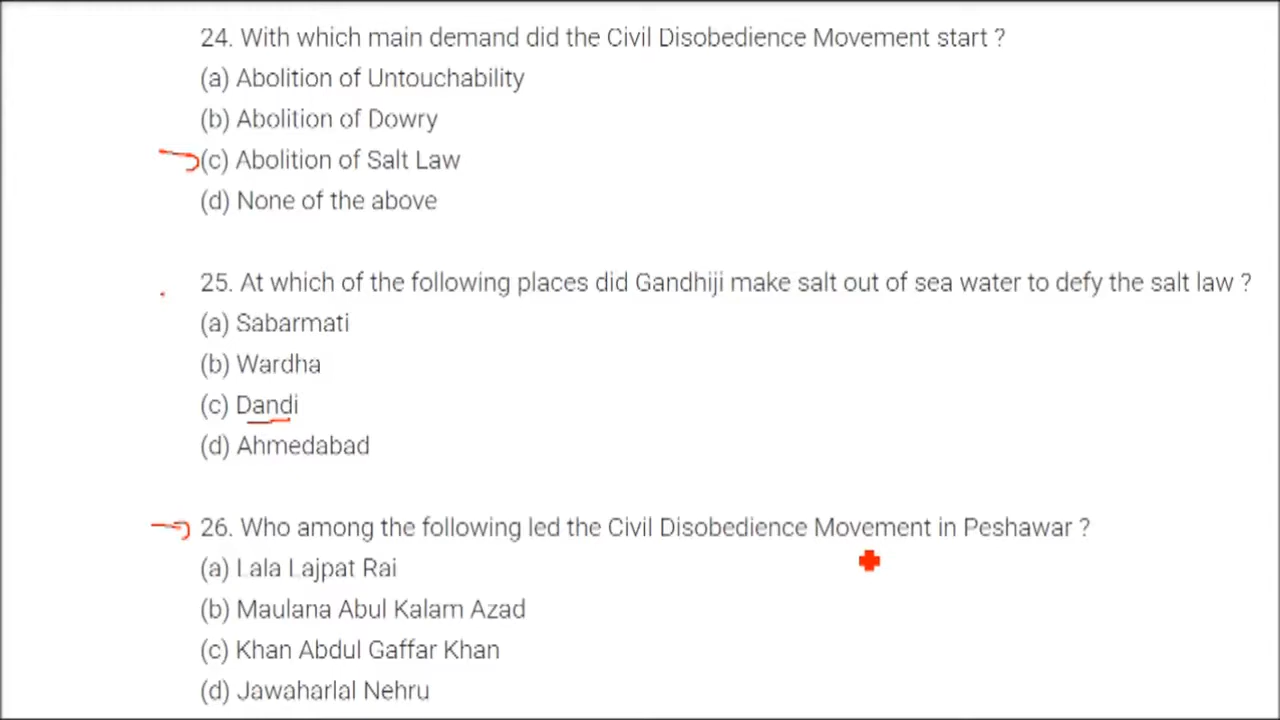 24. With which main demand did the Civil Disobedience Movement start ?
(a) Abolition of Untouchability
(b) Abolition of Dowry
(c) Abolition of Salt Law
(d) None of the above
25. At which of the following places did Gandhiji make salt out of sea water to defy the salt law ?
(a) Sabarmati
(b) Wardha
(c) Dandi
(d) Ahmedabad
26. Who among the following led the Civil Disobedience Movement in Peshawar ?
(a) Lala Lajpat Rai
(b) Maulana Abul Kalam Azad
(c) Khan Abdul Gaffar Khan
(d) Jawaharlal Nehru